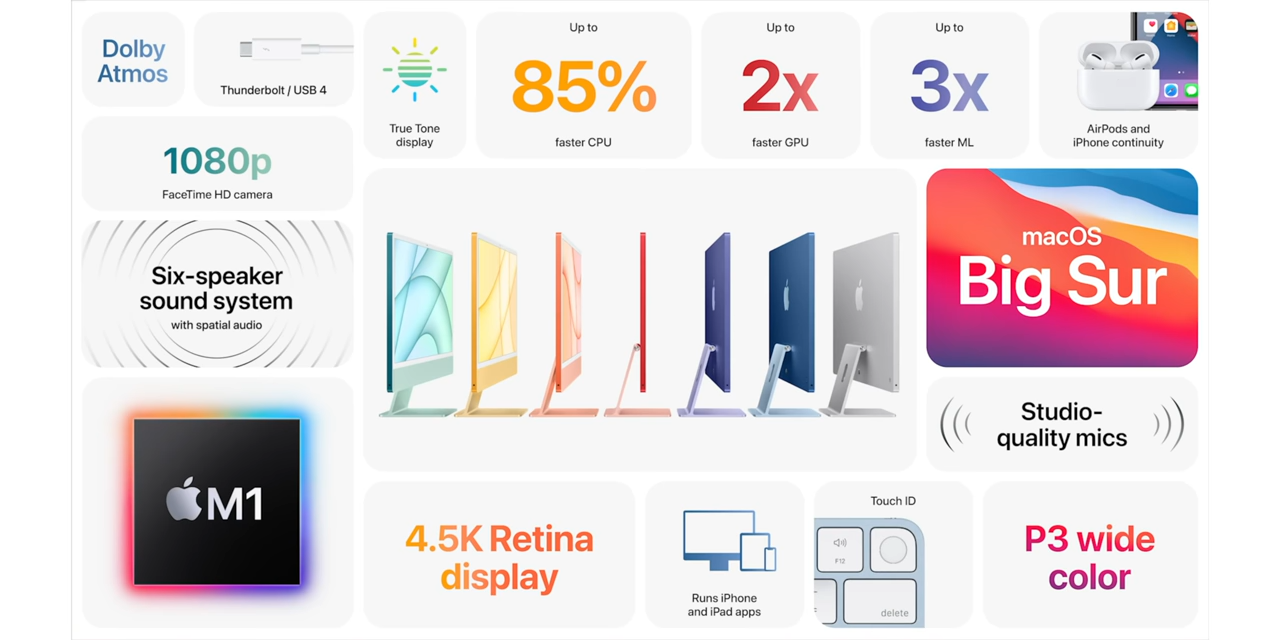 Dolby
Atmos
Thunderbolt / USB 4
True Tone
display
Up to
85%
faster CPU
Up to
2x
faster GPU
Up to
3x
faster ML
AirPods and
iPhone continuity
1080p
FaceTime HD camera
Six-speaker
sound system
with spatial audio
macOS
Big Sur
Studio-
quality mics
M1
4.5K Retina
display
Runs iPhone
and iPad apps
Touch ID
F12
delete
P3 wide
color